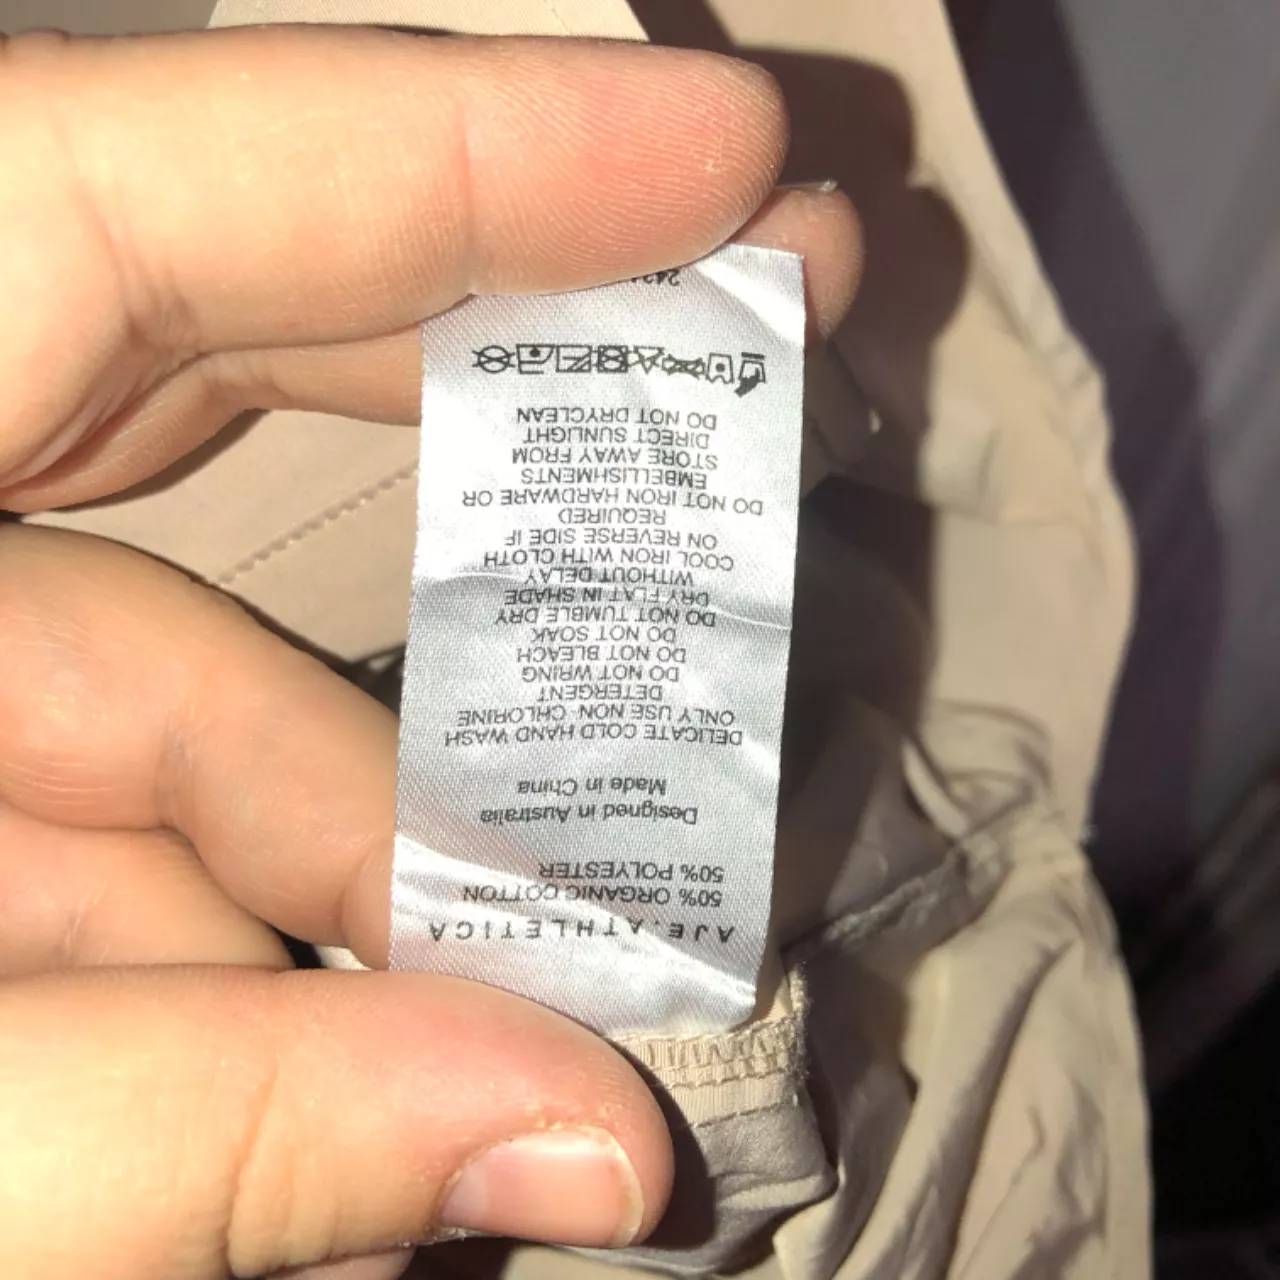 AJE. ATHLETICA
50% ORGANIC COTTON
50% POLYESTER
Designed in Australia
Made in China
DELICATE COLD HAND WASH
ONLY USE NON-CHLORINE
DETERGENT
DO NOT WRING
DO NOT BLEACH
DO NOT SOAK
DO NOT TUMBLE DRY
DRY FLAT IN SHADE
WITHOUT DELAY
COOL IRON WITH CLOTH
ON REVERSE SIDE IF
REQUIRED
DO NOT IRON HARDWARE OR
EMBELLISHMENTS
STORE AWAY FROM
DIRECT SUNLIGHT
DO NOT DRYCLEAN